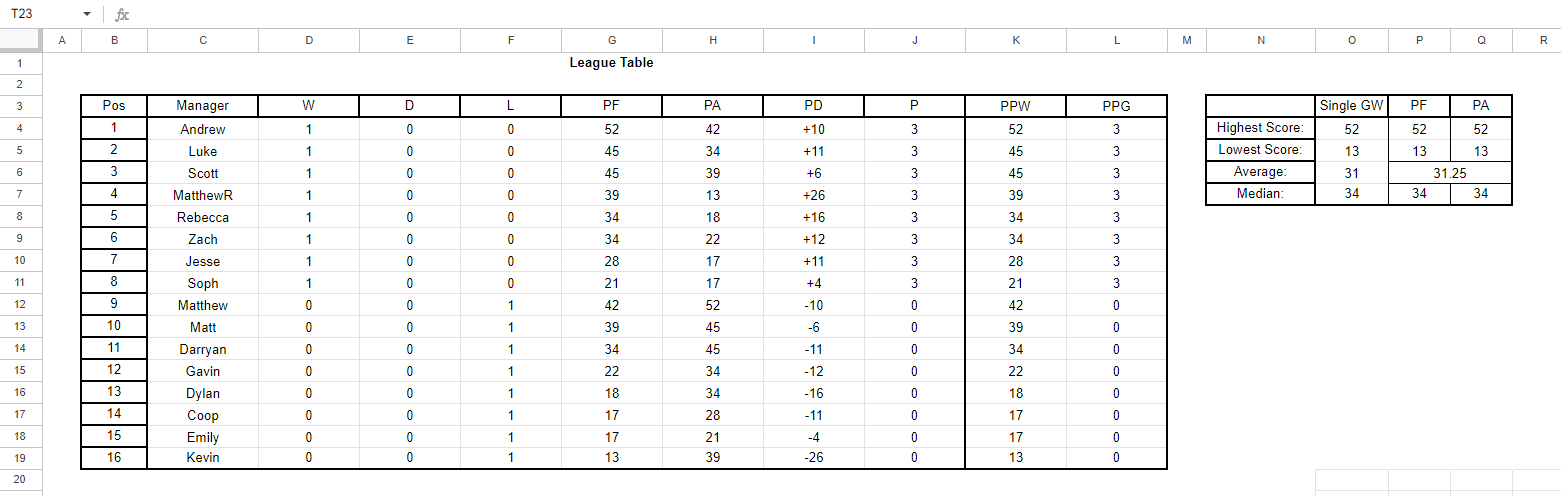 T23 fx
A B C D E F G H I J K L M N O P Q R
1 League Table
2
3 Pos Manager W D L PF PA PD P PPW PPG Single GW PF PA
4 1 Andrew 1 0 0 52 42 +10 3 52 3 Highest Score: 52 52 52
5 2 Luke 1 0 0 45 34 +11 3 45 3 Lowest Score: 13 13 13
6 3 Scott 1 0 0 45 39 +6 3 45 3 Average: 31 31.25
7 4 MatthewR 1 0 0 39 13 +26 3 39 3 Median: 34 34 34
8 5 Rebecca 1 0 0 34 18 +16 3 34 3
9 6 Zach 1 0 0 34 22 +12 3 34 3
10 7 Jesse 1 0 0 28 17 +11 3 28 3
11 8 Soph 1 0 0 21 17 +4 3 21 3
12 9 Matthew 0 0 1 42 52 -10 0 42 0
13 10 Matt 0 0 1 39 45 -6 0 39 0
14 11 Darryan 0 0 1 34 45 -11 0 34 0
15 12 Gavin 0 0 1 22 34 -12 0 22 0
16 13 Dylan 0 0 1 18 34 -16 0 18 0
17 14 Coop 0 0 1 17 28 -11 0 17 0
18 15 Emily 0 0 1 17 21 -4 0 17 0
19 16 Kevin 0 0 1 13 39 -26 0 13 0
20